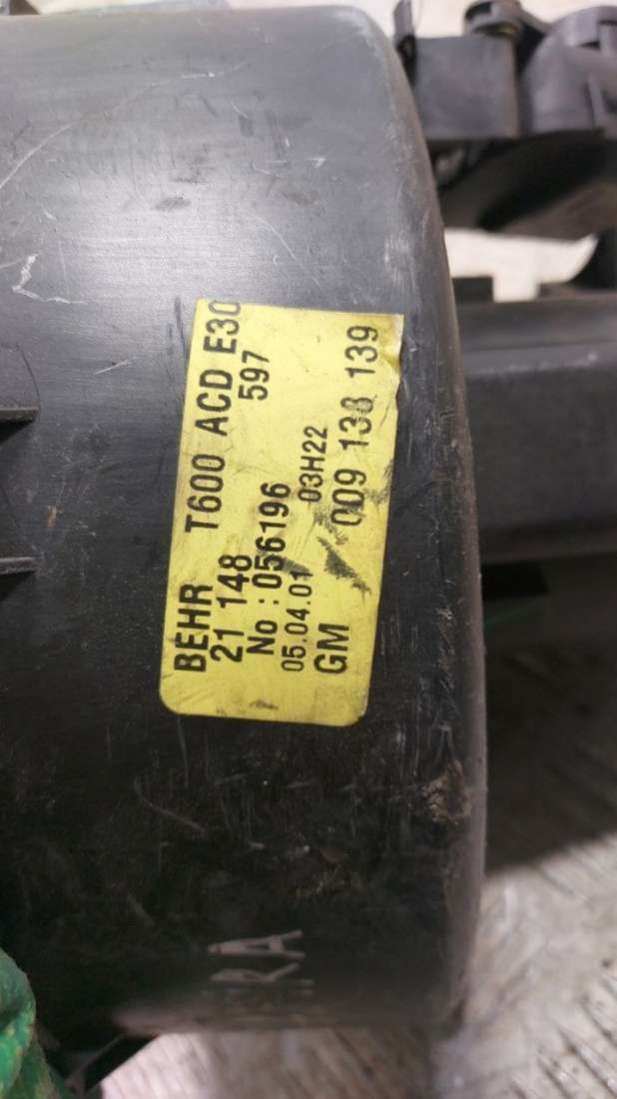 BEHR T600 ACD E30
21 148 597
No : 056196
05.04.01 03H22
GM 009 138 139